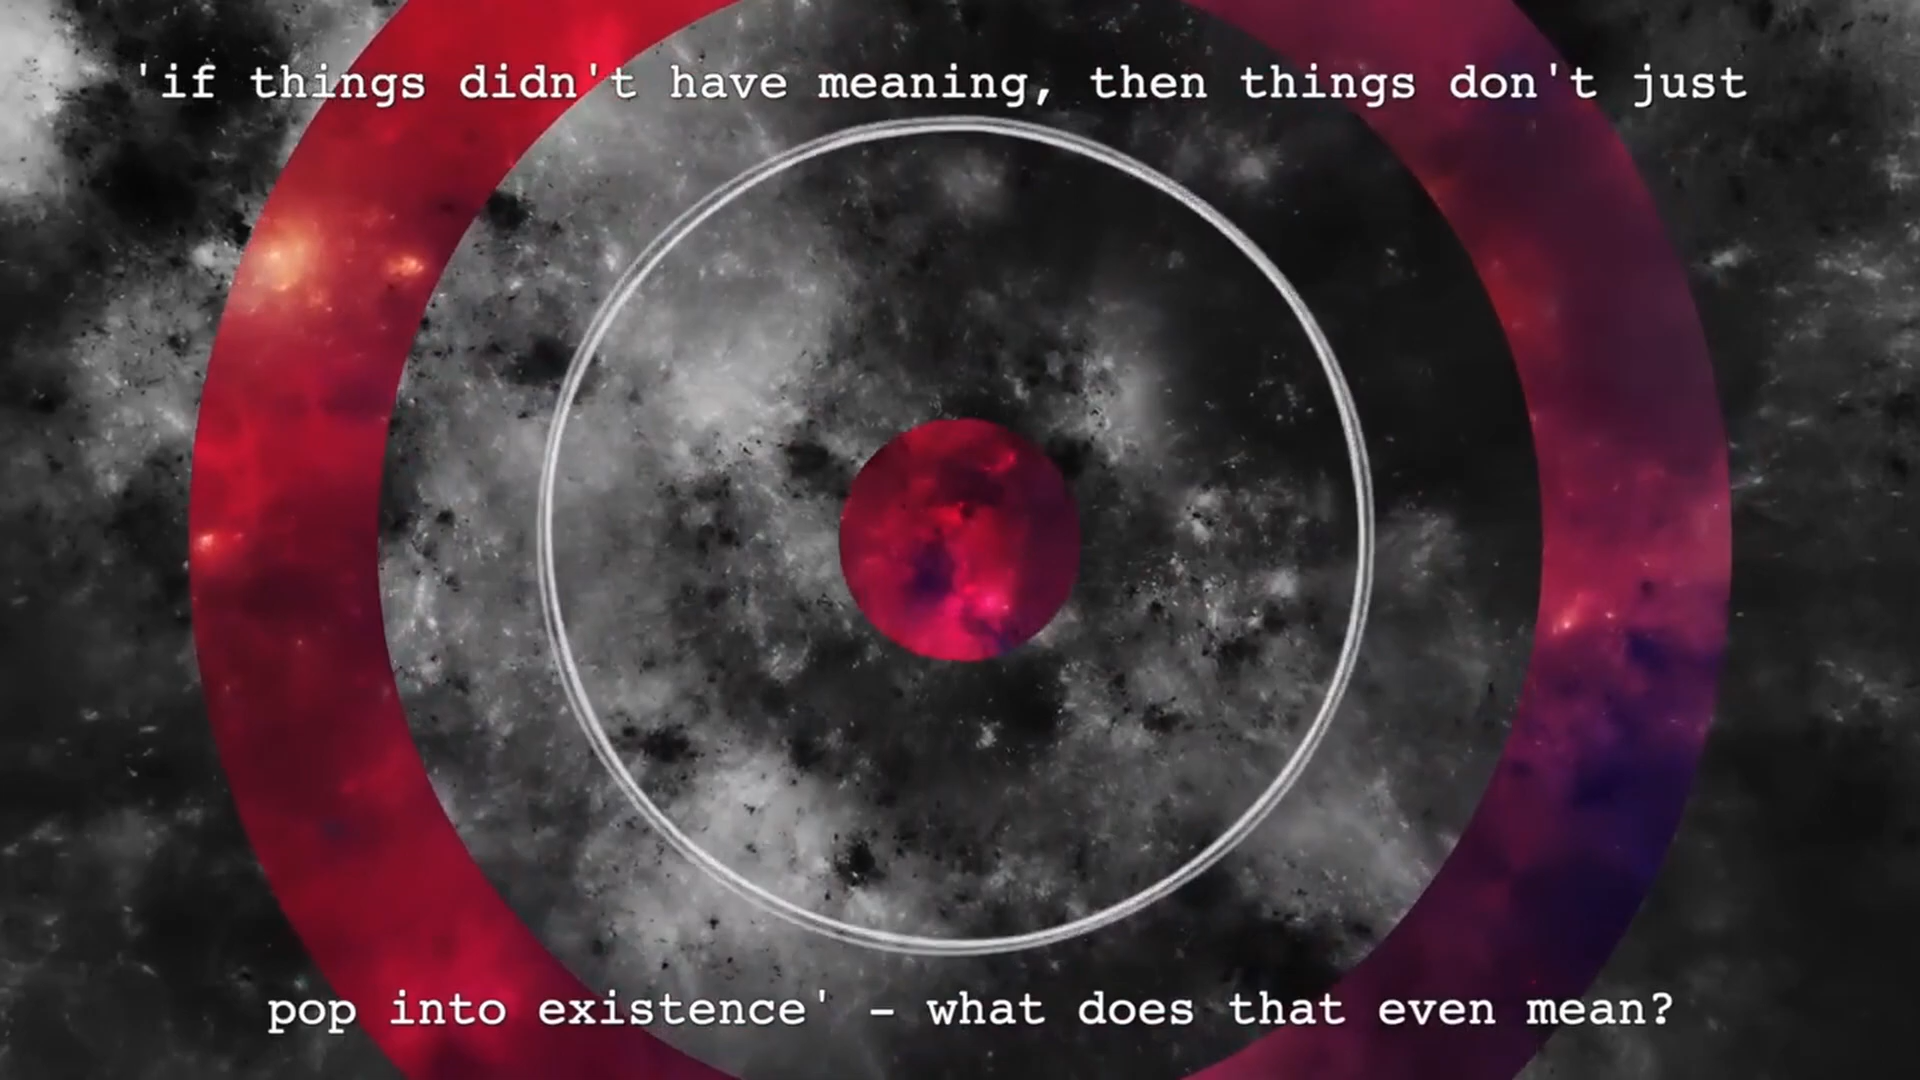 'if things didn't have meaning, then things don't just
pop into existence' – what does that even mean?